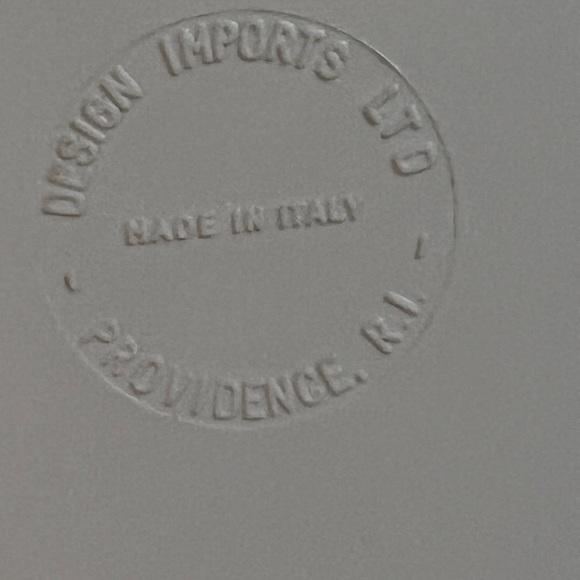 DESIGN IMPORTS LTD
MADE IN ITALY
PROVIDENCE, R.I.